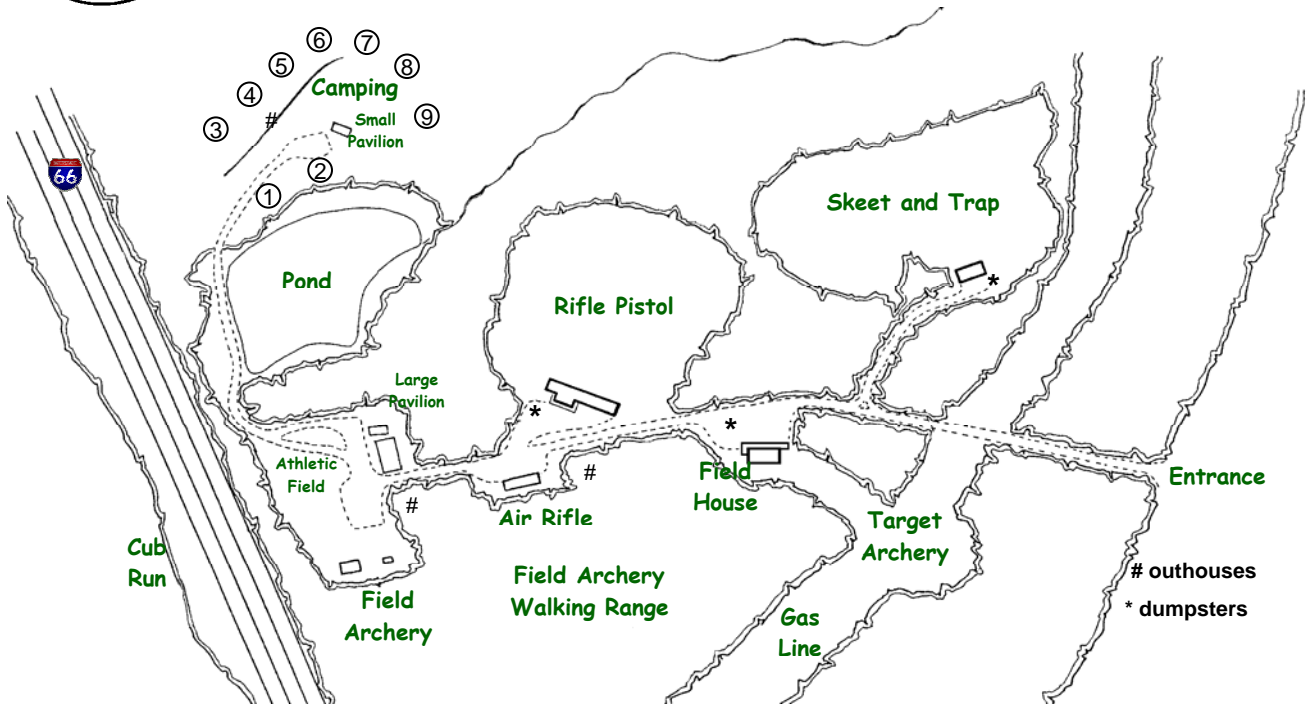 ⑥
⑦
⑤
⑧
Camping
④
#
③
Small
Pavilion
⑨
66
②
①
Skeet and Trap
Pond
*
Rifle Pistol
Large
Pavilion
*
*
Athletic
Field
#
Field
House
Entrance
#
Air Rifle
Target
Archery
Cub
Run
Field Archery
Walking Range
# outhouses
* dumpsters
Field
Archery
Gas
Line